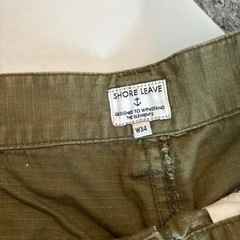 SHORE LEAVE
DESIGNED TO WITHSTAND
THE ELEMENTS
W34